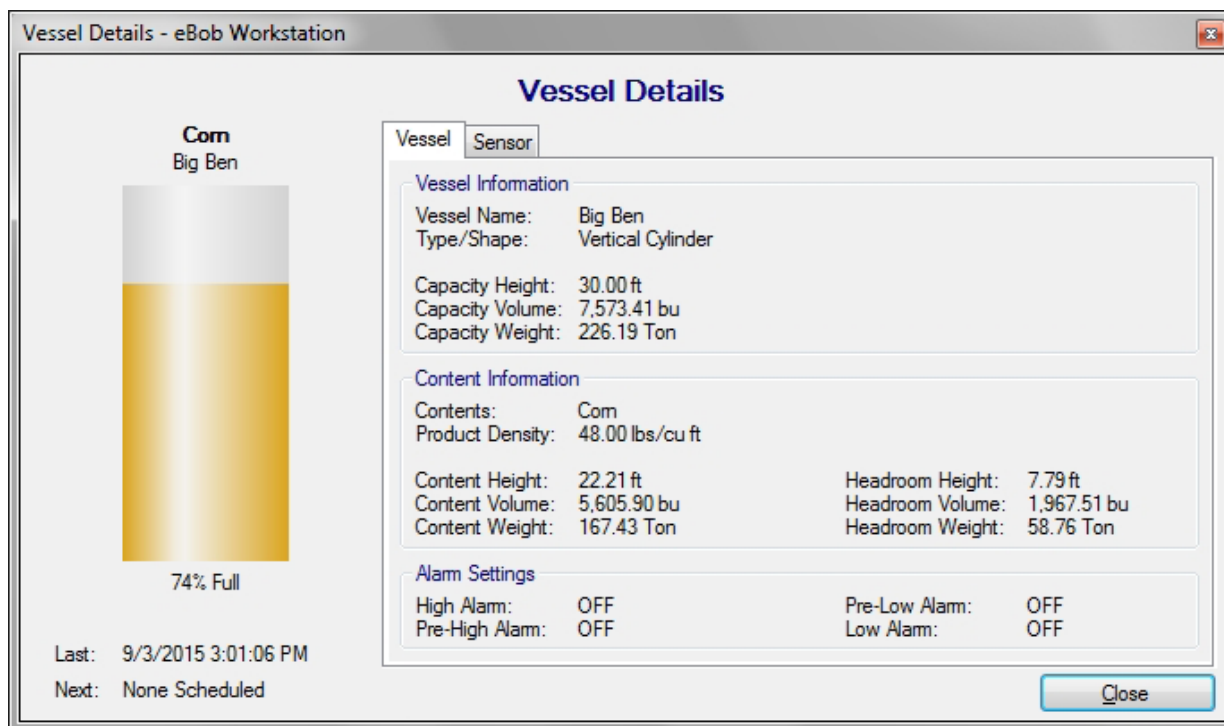 Vessel Details - eBob Workstation
Vessel Details
Corn
Big Ben
74% Full
Last: 9/3/2015 3:01:06 PM
Next: None Scheduled
Vessel Sensor
Vessel Information
Vessel Name: Big Ben
Type/Shape: Vertical Cylinder
Capacity Height: 30.00 ft
Capacity Volume: 7,573.41 bu
Capacity Weight: 226.19 Ton
Content Information
Contents: Corn
Product Density: 48.00 lbs/cu ft
Content Height: 22.21 ft Headroom Height: 7.79 ft
Content Volume: 5,605.90 bu Headroom Volume: 1,967.51 bu
Content Weight: 167.43 Ton Headroom Weight: 58.76 Ton
Alarm Settings
High Alarm: OFF Pre-Low Alarm: OFF
Pre-High Alarm: OFF Low Alarm: OFF
Close